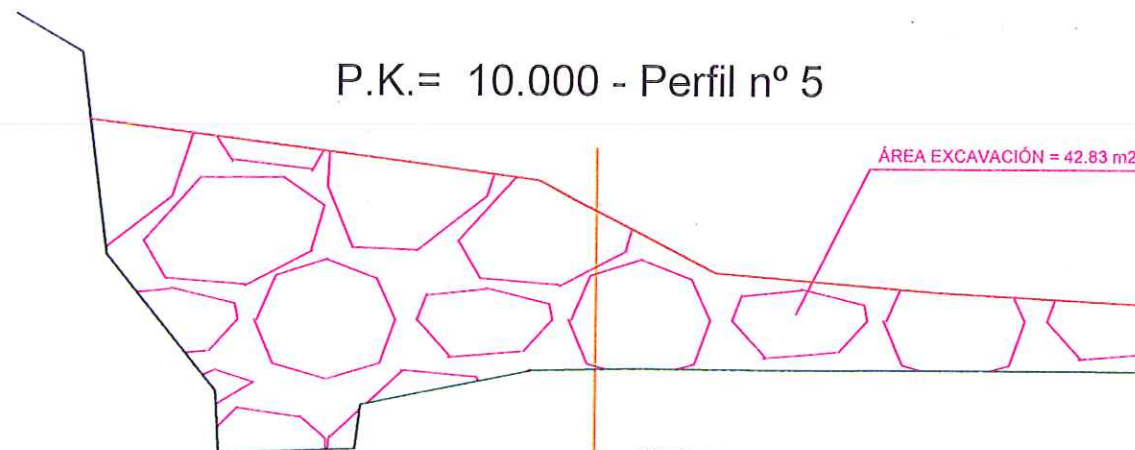 P.K.= 10.000 - Perfil nº 5
ÁREA EXCAVACIÓN = 42.83 m2